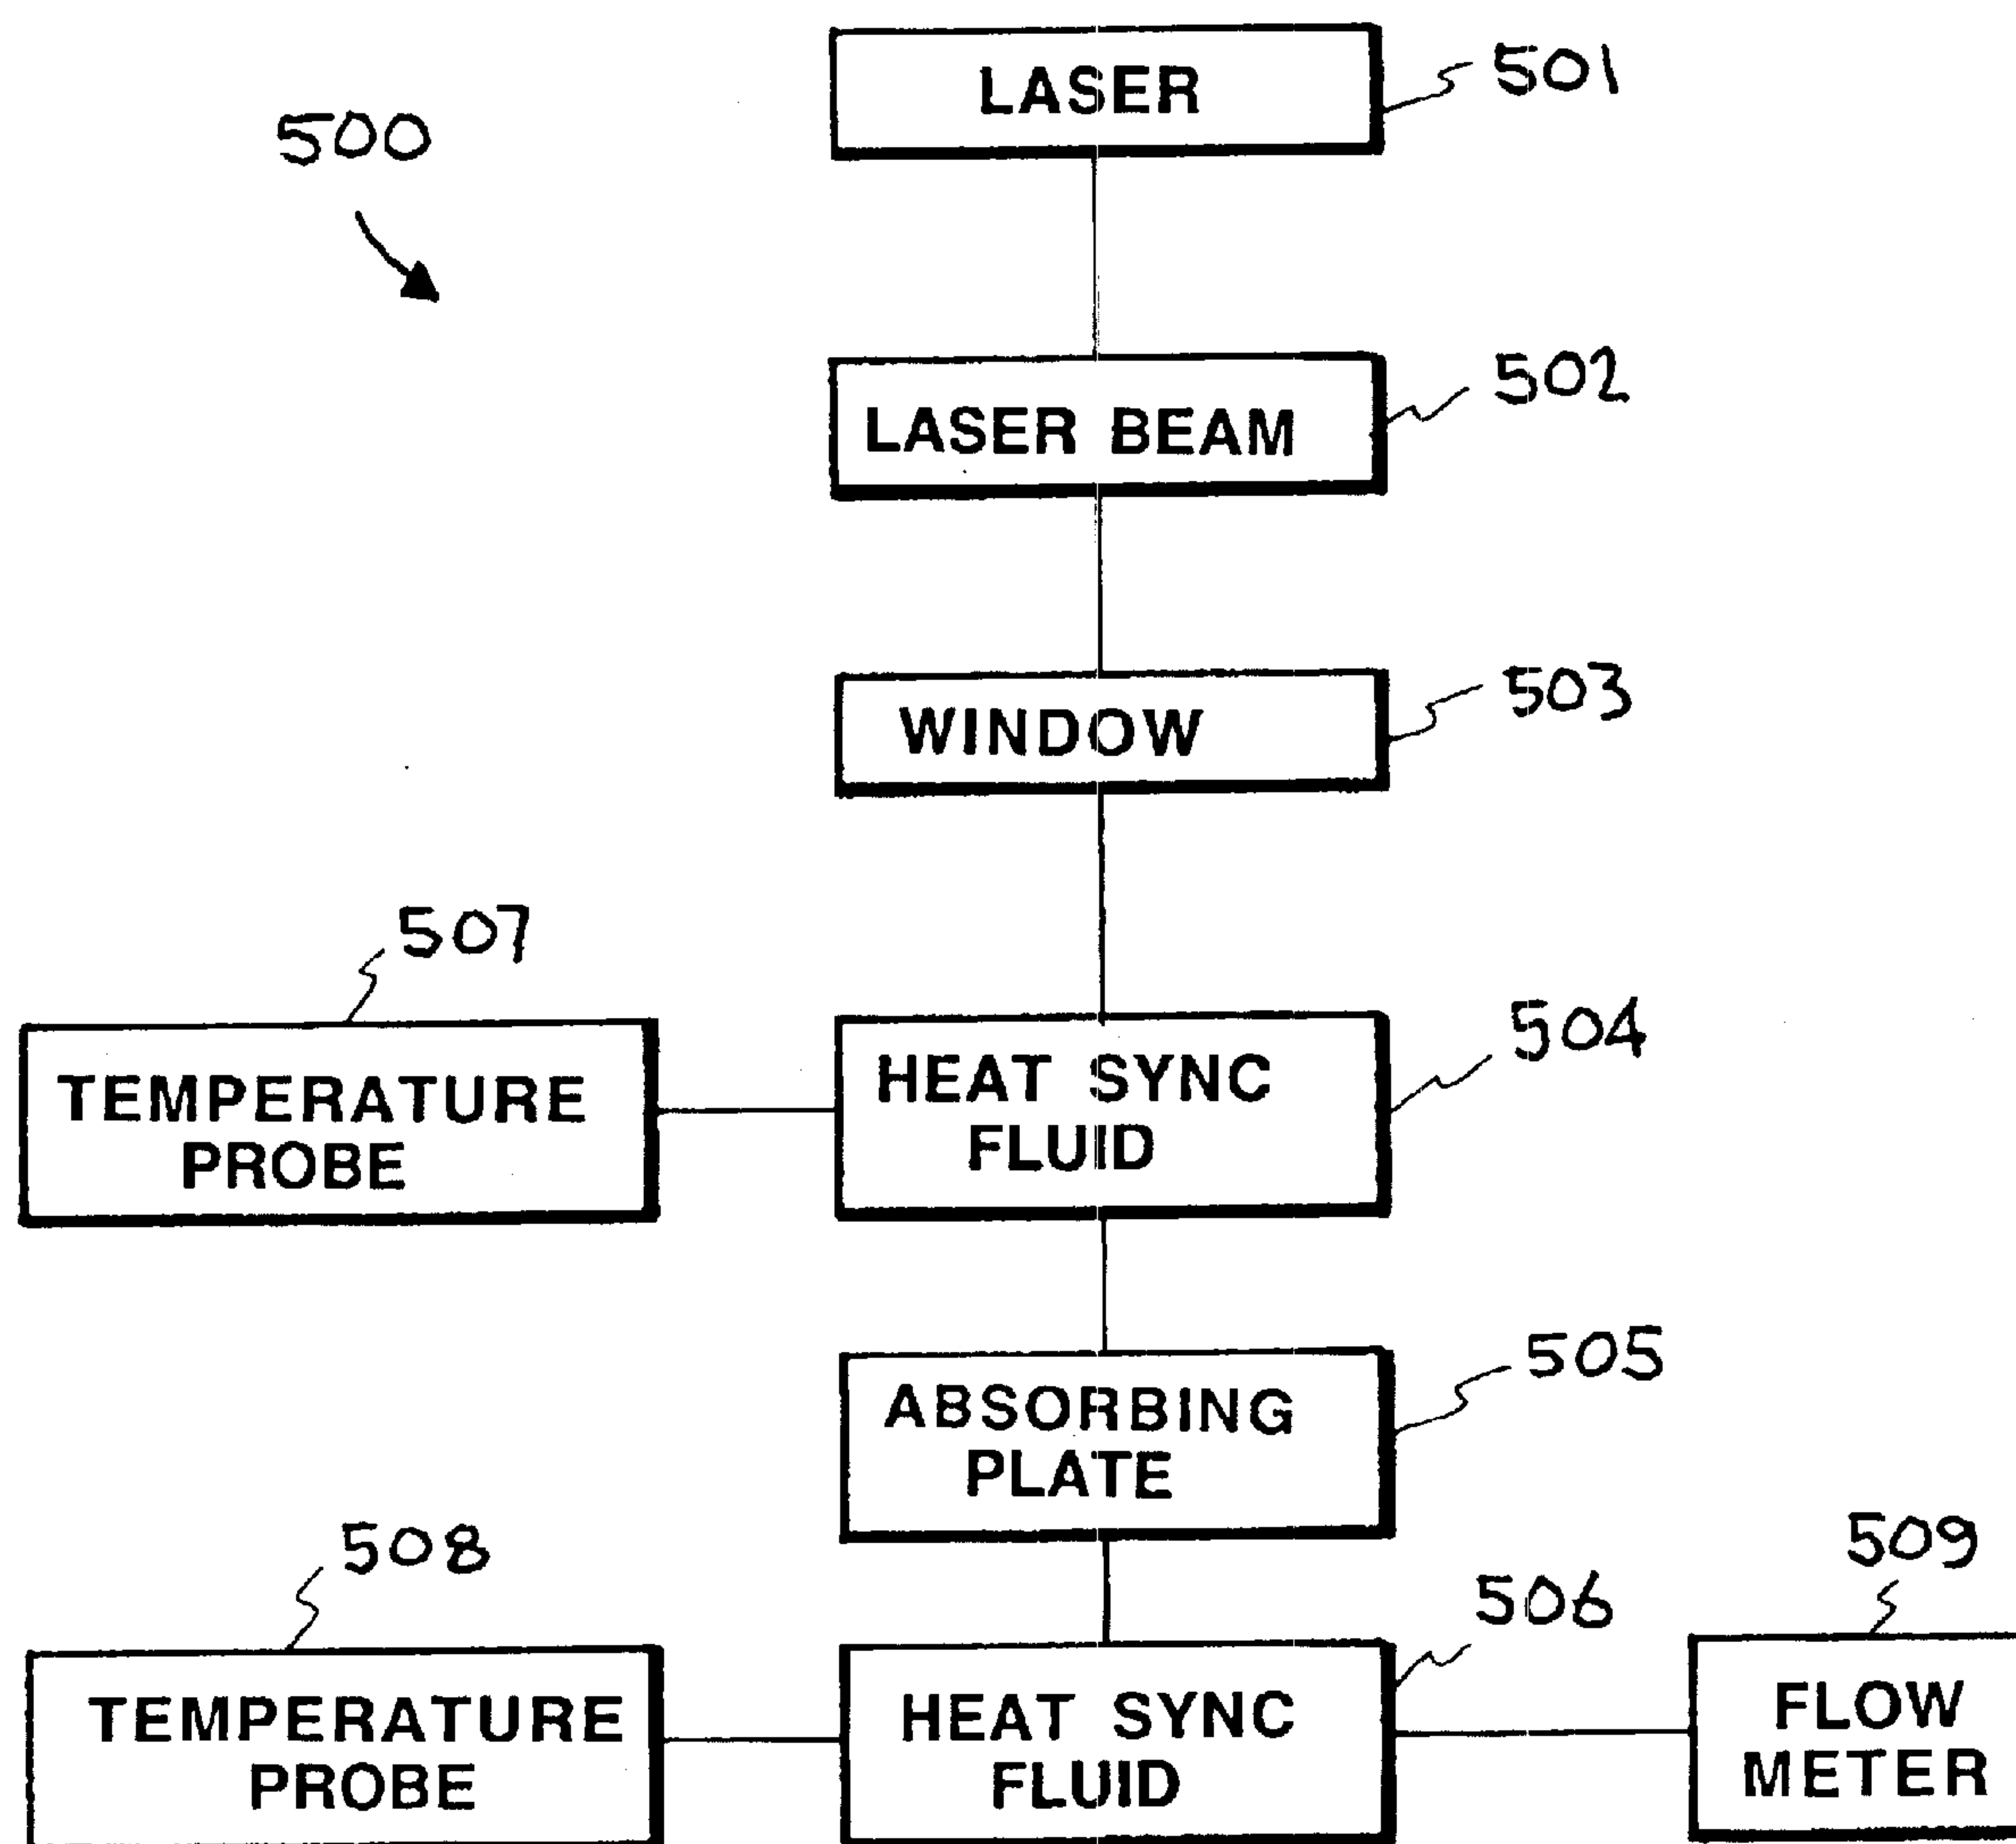 LASER
501
500
LASER BEAM
502
WINDOW
503
507
TEMPERATURE
PROBE
HEAT SYNC
FLUID
504
ABSORBING
PLATE
505
508
TEMPERATURE
PROBE
HEAT SYNC
FLUID
506
509
FLOW
METER